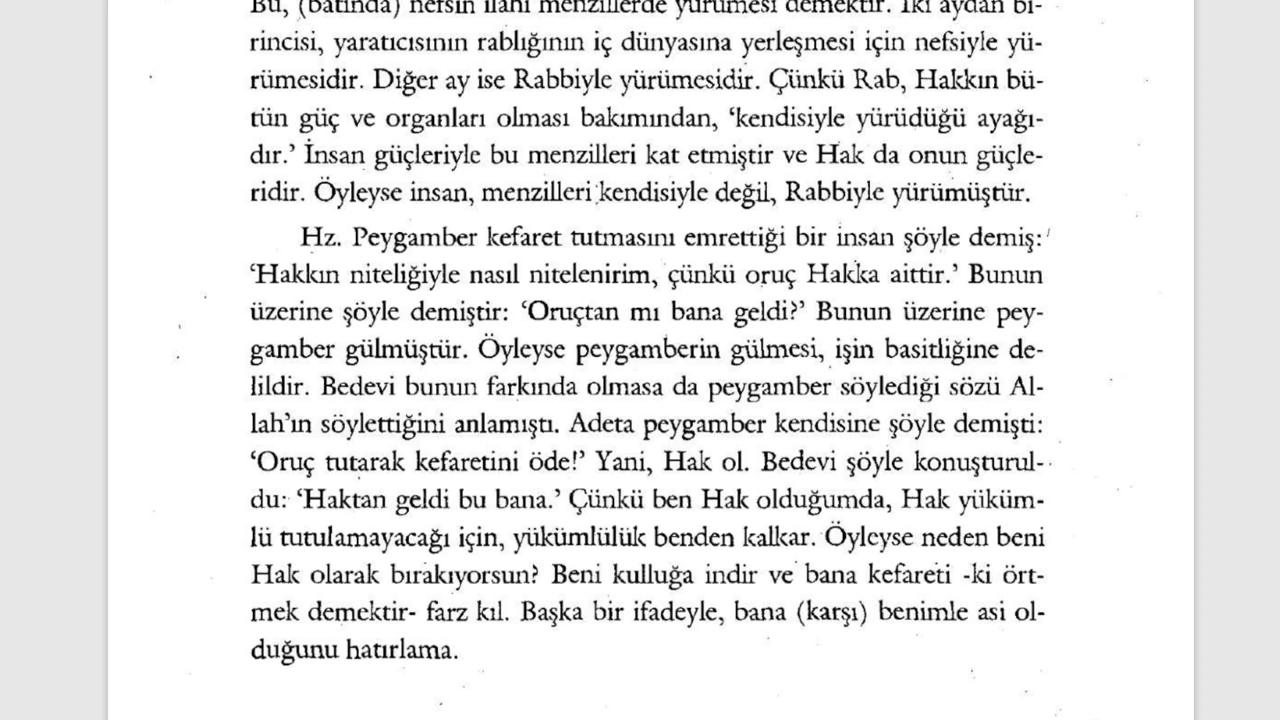 Bu, (batında) nefsin ilahi menzillerde yürümesi demektir. İki aydan bi-
rincisi, yaratıcısının rablığının iç dünyasına yerleşmesi için nefsiyle yü-
rümesidir. Diğer ay ise Rabbiyle yürümesidir. Çünkü Rab, Hakkın bü-
tün güç ve organları olması bakımından, ‘kendisiyle yürüdüğü ayağı-
dır.’ İnsan güçleriyle bu menzilleri kat etmiştir ve Hak da onun güçle-
ridir. Öyleyse insan, menzilleri kendisiyle değil, Rabbiyle yürümüştür.
Hz. Peygamber kefaret tutmasını emrettiği bir insan şöyle demiş:
‘Hakkın niteliğiyle nasıl nitelenirim, çünkü oruç Hakka aittir.’ Bunun
üzerine şöyle demiştir: ‘Oruçtan mı bana geldi?’ Bunun üzerine pey-
gamber gülmüştür. Öyleyse peygamberin gülmesi, işin basitliğine de-
lildir. Bedevi bunun farkında olmasa da peygamber söylediği sözü Al-
lah’ın söylettiğini anlamıştı. Adeta peygamber kendisine şöyle demişti:
‘Oruç tutarak kefaretini öde!’ Yani, Hak ol. Bedevi şöyle konuşturul-
du: ‘Haktan geldi bu bana.’ Çünkü ben Hak olduğumda, Hak yüküm-
lü tutulamayacağı için, yükümlülük benden kalkar. Öyleyse neden beni
Hak olarak bırakıyorsun? Beni kulluğa indir ve bana kefareti -ki ört-
mek demektir- farz kıl. Başka bir ifadeyle, bana (karşı) benimle asi ol-
duğunu hatırlama.